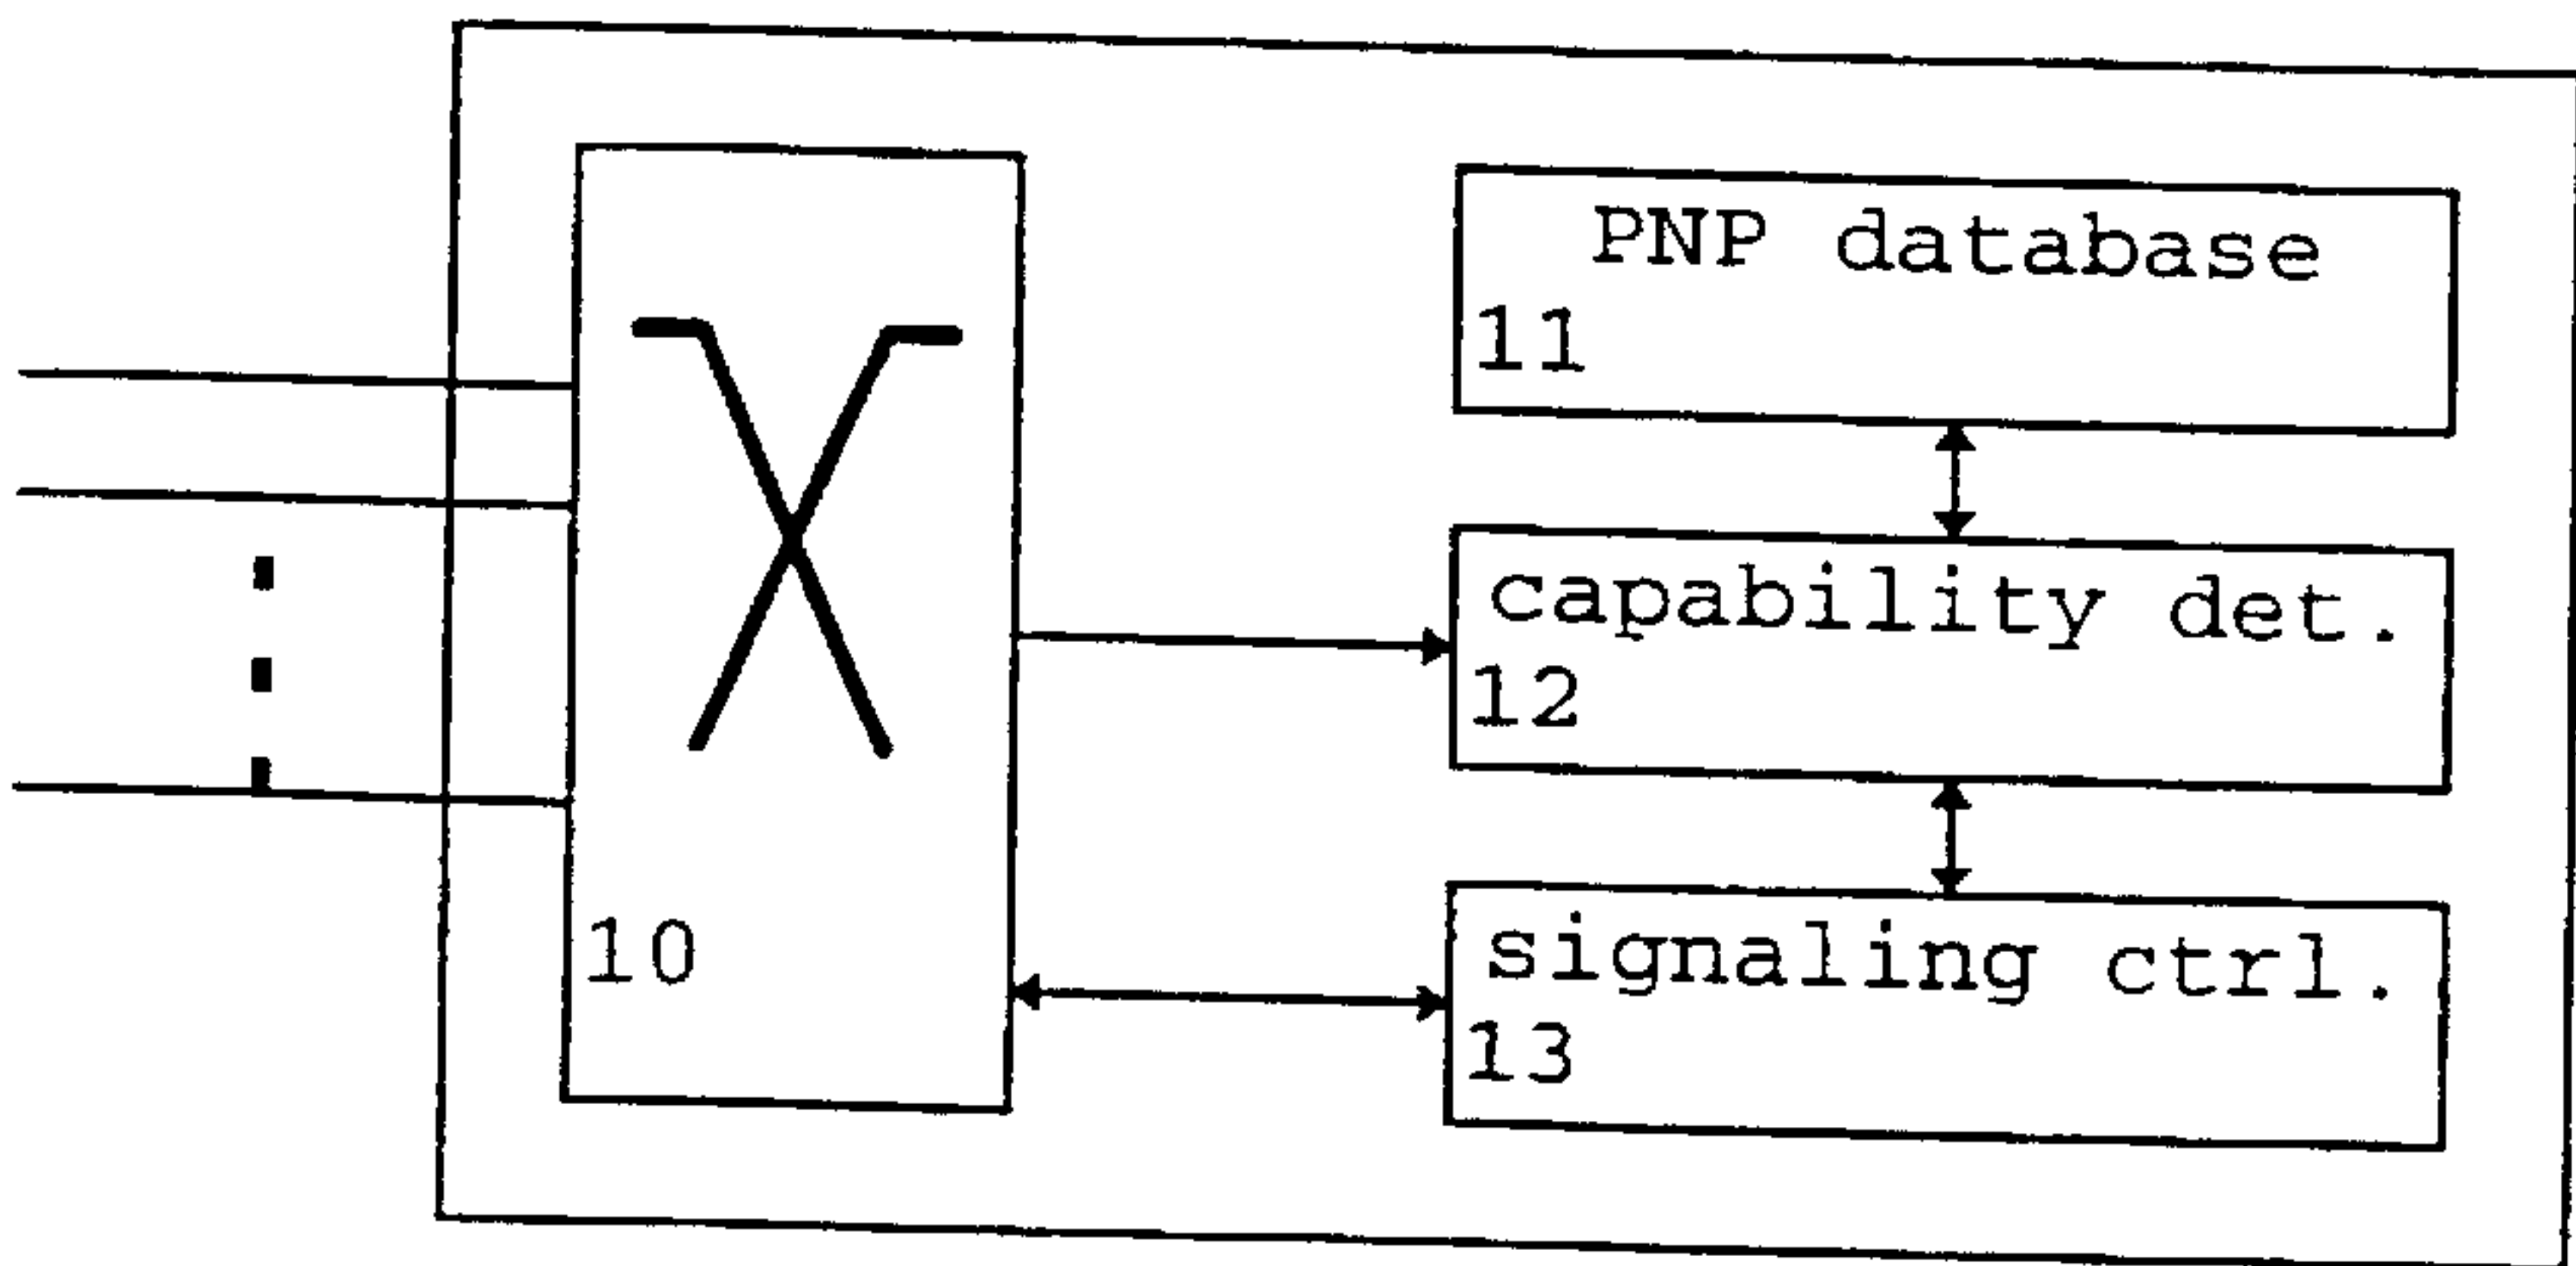 PNP database
11
capability det.
12
10
signaling ctrl.
13